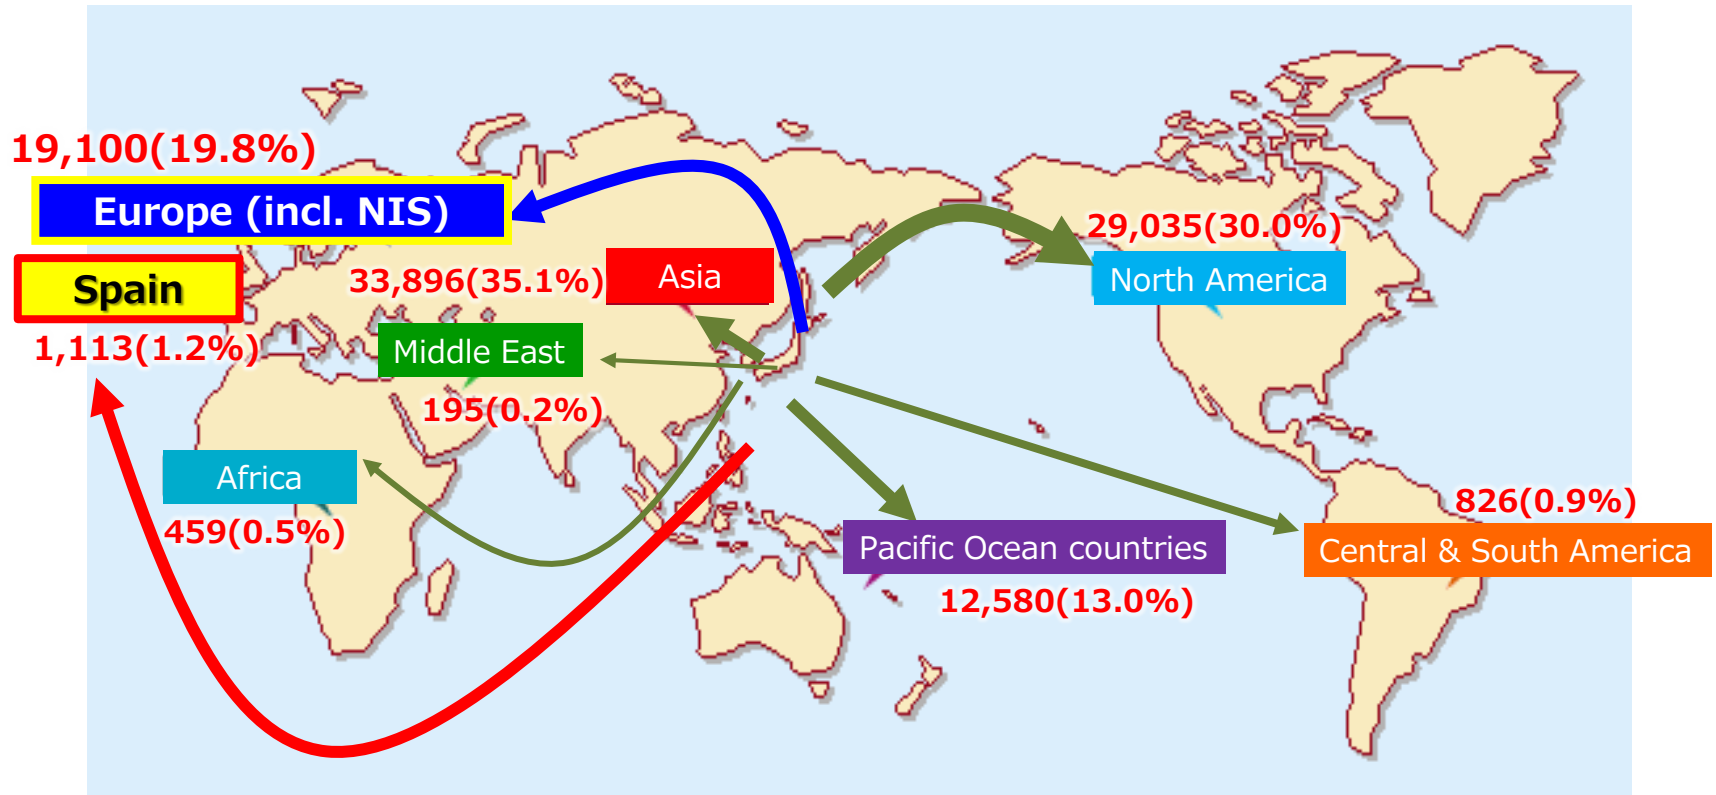 19,100(19.8%)
Europe (incl. NIS)
Spain
1,113(1.2%)
33,896(35.1%)
Asia
29,035(30.0%)
North America
Middle East
195(0.2%)
Africa
459(0.5%)
Pacific Ocean countries
12,580(13.0%)
826(0.9%)
Central & South America